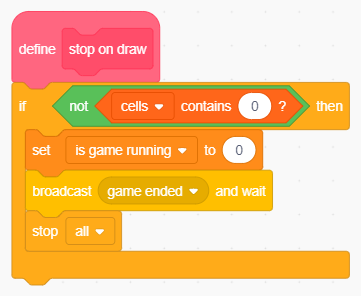 define stop on draw
if not cells contains 0 ? then
set is game running to 0
broadcast game ended and wait
stop all